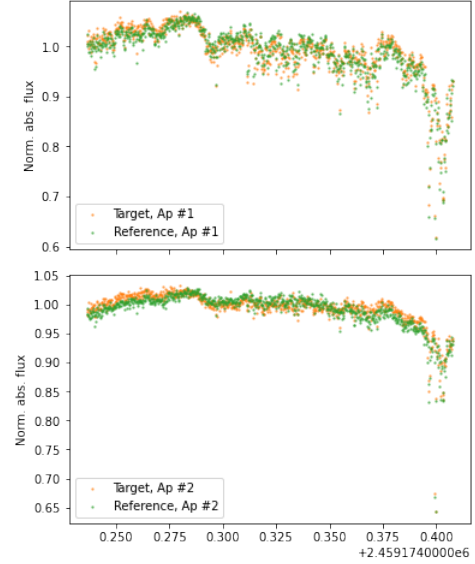 1.0
0.9
0.8
0.7
0.6
Norm. abs. flux
Target, Ap #1
Reference, Ap #1
1.05
1.00
0.95
0.90
0.85
0.80
0.75
0.70
0.65
Norm. abs. flux
Target, Ap #2
Reference, Ap #2
0.250 0.275 0.300 0.325 0.350 0.375 0.400
+2.4591740000e6